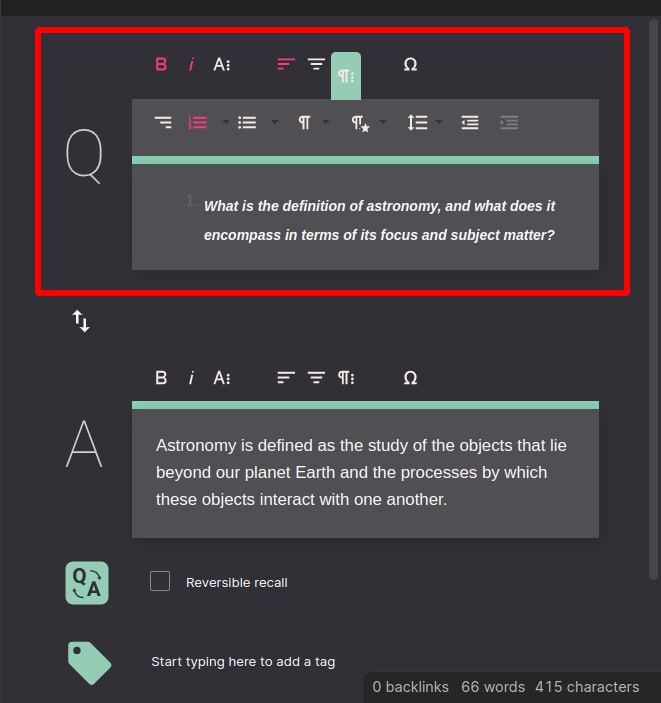 B i A Ω
Q
1. What is the definition of astronomy, and what does it
encompass in terms of its focus and subject matter?
B i A Ω
A
Astronomy is defined as the study of the objects that lie
beyond our planet Earth and the processes by which
these objects interact with one another.
Q A
Reversible recall
Start typing here to add a tag
0 backlinks 66 words 415 characters